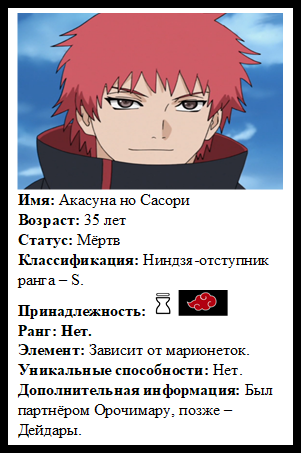 Имя: Акасуна но Сасори
Возраст: 35 лет
Статус: Мёртв
Классификация: Ниндзя-отступник
ранга – S.
Принадлежность:
Ранг: Нет.
Элемент: Зависит от марионеток.
Уникальные способности: Нет.
Дополнительная информация: Был
партнёром Орочимару, позже –
Дейдары.